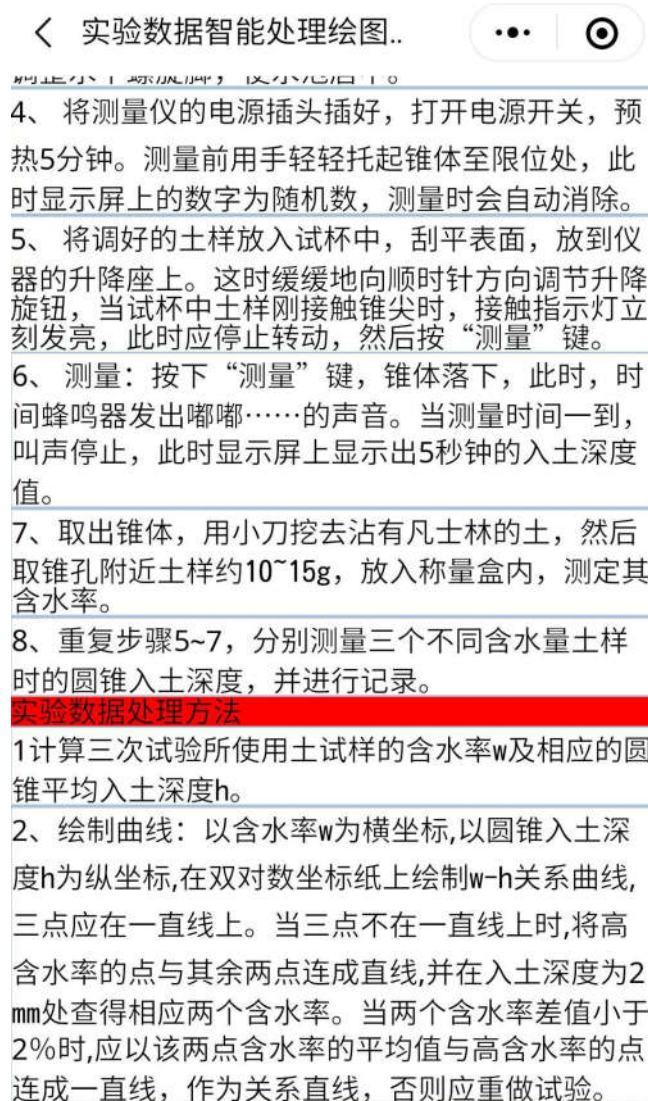 实验数据智能处理绘图..
4、 将测量仪的电源插头插好，打开电源开关，预
热5分钟。测量前用手轻轻托起锥体至限位处，此
时显示屏上的数字为随机数，测量时会自动消除。
5、 将调好的土样放入试杯中，刮平表面，放到仪
器的升降座上。这时缓缓地向顺时针方向调节升降
旋钮，当试杯中土样刚接触锥尖时，接触指示灯立
刻发亮，此时应停止转动，然后按“测量”键。
6、 测量：按下“测量”键，锥体落下，此时，时
间蜂鸣器发出嘟嘟……的声音。当测量时间一到，
叫声停止，此时显示屏上显示出5秒钟的入土深度
值。
7、取出锥体，用小刀挖去沾有凡士林的土，然后
取锥孔附近土样约10~15g，放入称量盒内，测定其
含水率。
8、重复步骤5~7，分别测量三个不同含水量土样
时的圆锥入土深度，并进行记录。
实验数据处理方法
1计算三次试验所使用土试样的含水率w及相应的圆
锥平均入土深度h。
2、绘制曲线：以含水率w为横坐标,以圆锥入土深
度h为纵坐标,在双对数坐标纸上绘制w-h关系曲线,
三点应在一直线上。当三点不在一直线上时,将高
含水率的点与其余两点连成直线,并在入土深度为2
mm处查得相应两个含水率。当两个含水率差值小于
2%时,应以该两点含水率的平均值与高含水率的点
连成一直线，作为关系直线，否则应重做试验。